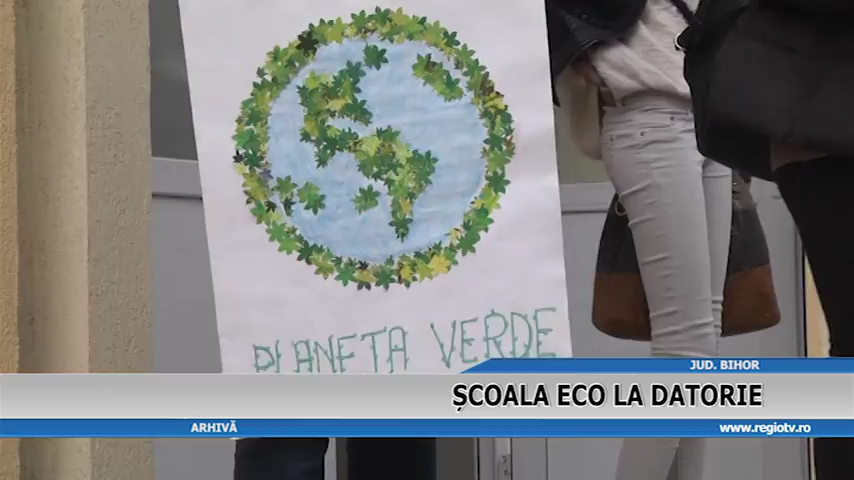 PLANETA VERDE
JUD. BIHOR
ȘCOALA ECO LA DATORIE
ARHIVĂ
www.regiotv.ro